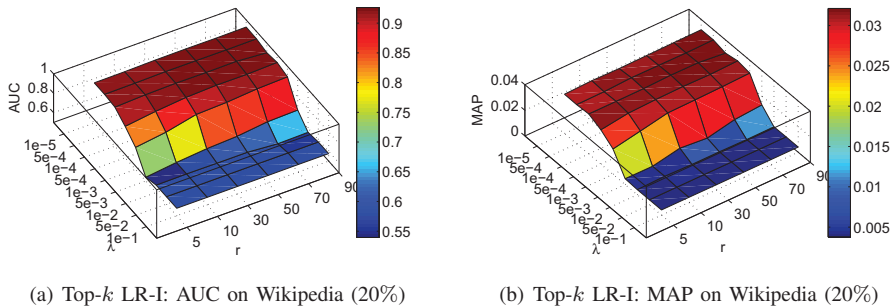 1
0.8
0.6
AUC
1e-5
5e-4
1e-4
5e-3
1e-3
5e-2
1e-2
1e-1
λ
5
10
30
50
70
90
r
0.9
0.85
0.8
0.75
0.7
0.65
0.6
0.55
(a) Top-k LR-I: AUC on Wikipedia (20%)
0.04
0.02
0
MAP
1e-5
5e-4
1e-4
5e-3
1e-3
5e-2
1e-2
1e-1
λ
5
10
30
50
70
90
r
0.03
0.025
0.02
0.015
0.01
0.005
(b) Top-k LR-I: MAP on Wikipedia (20%)